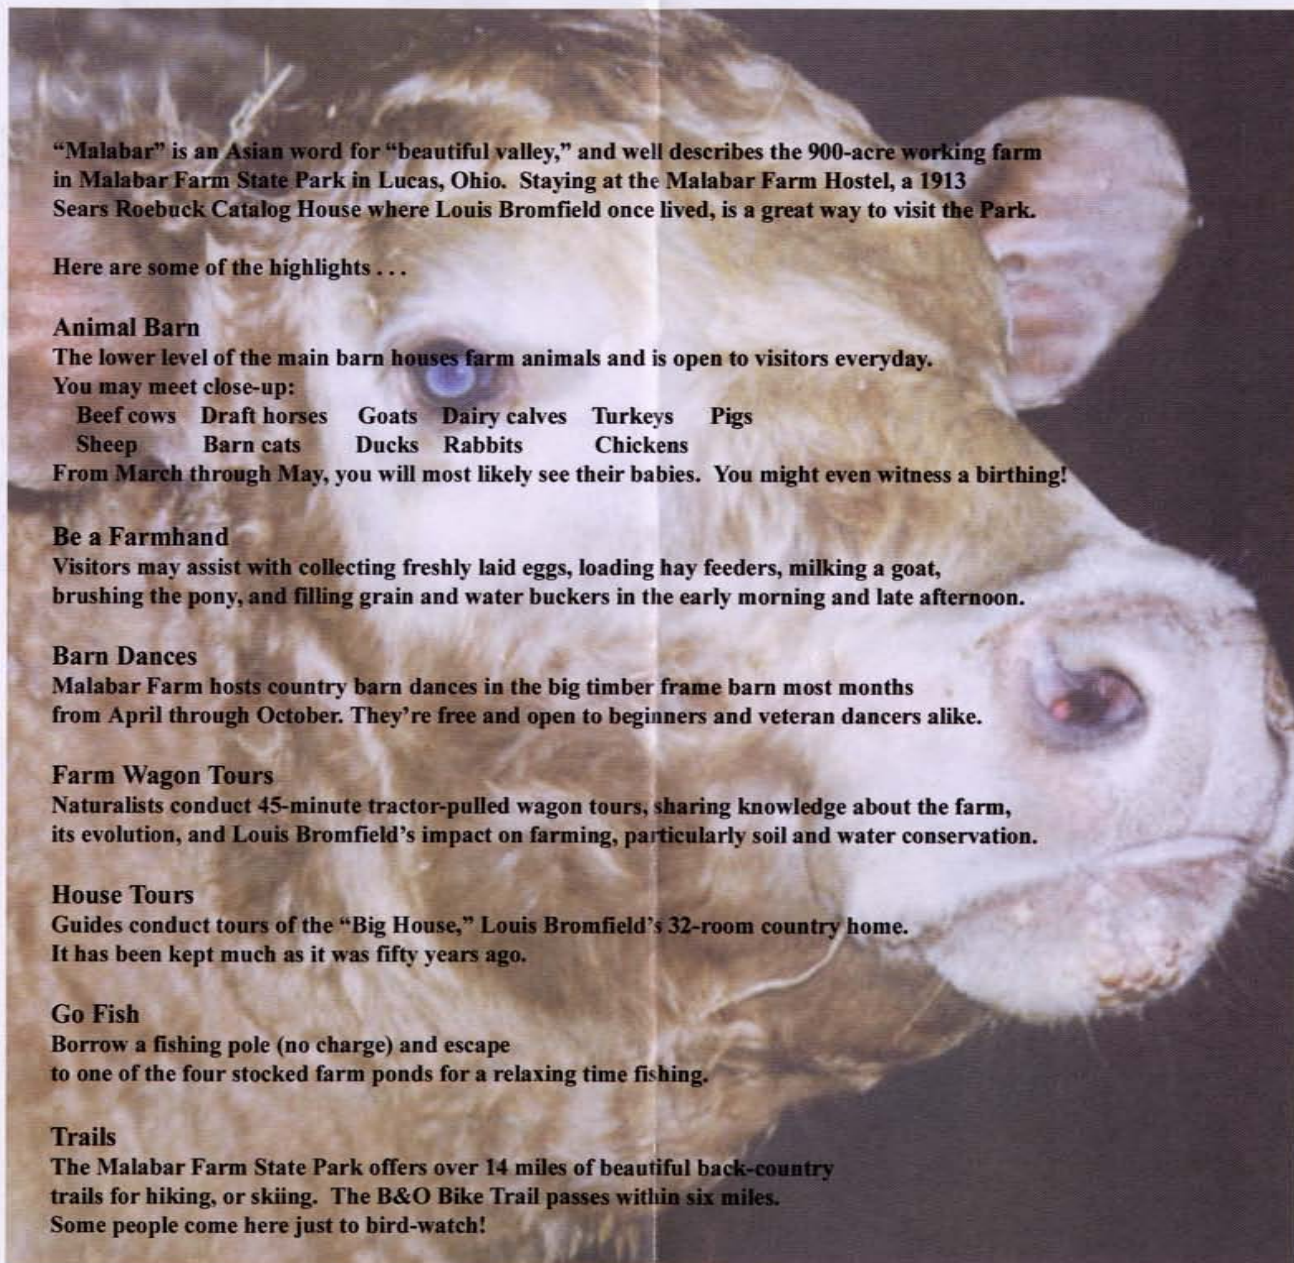 “Malabar” is an Asian word for “beautiful valley,” and well describes the 900-acre working farm
in Malabar Farm State Park in Lucas, Ohio.  Staying at the Malabar Farm Hostel, a 1913
Sears Roebuck Catalog House where Louis Bromfield once lived, is a great way to visit the Park.
Here are some of the highlights . . .
Animal Barn
The lower level of the main barn houses farm animals and is open to visitors everyday.
You may meet close-up:
Beef cows Draft horses Goats Dairy calves Turkeys Pigs
Sheep Barn cats Ducks Rabbits Chickens
From March through May, you will most likely see their babies.  You might even witness a birthing!
Be a Farmhand
Visitors may assist with collecting freshly laid eggs, loading hay feeders, milking a goat,
brushing the pony, and filling grain and water buckers in the early morning and late afternoon.
Barn Dances
Malabar Farm hosts country barn dances in the big timber frame barn most months
from April through October. They’re free and open to beginners and veteran dancers alike.
Farm Wagon Tours
Naturalists conduct 45-minute tractor-pulled wagon tours, sharing knowledge about the farm,
its evolution, and Louis Bromfield’s impact on farming, particularly soil and water conservation.
House Tours
Guides conduct tours of the “Big House,” Louis Bromfield’s 32-room country home.
It has been kept much as it was fifty years ago.
Go Fish
Borrow a fishing pole (no charge) and escape
to one of the four stocked farm ponds for a relaxing time fishing.
Trails
The Malabar Farm State Park offers over 14 miles of beautiful back-country
trails for hiking, or skiing.  The B&O Bike Trail passes within six miles.
Some people come here just to bird-watch!